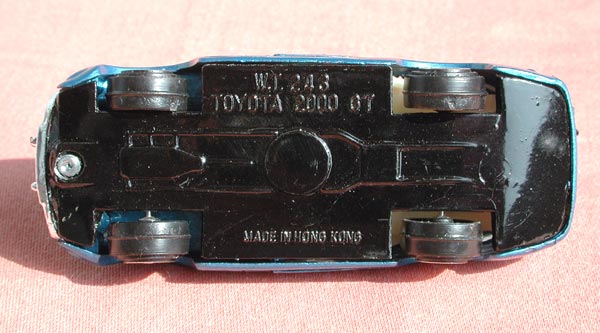 W.T. 243
TOYOTA 2000 GT
MADE IN HONG KONG